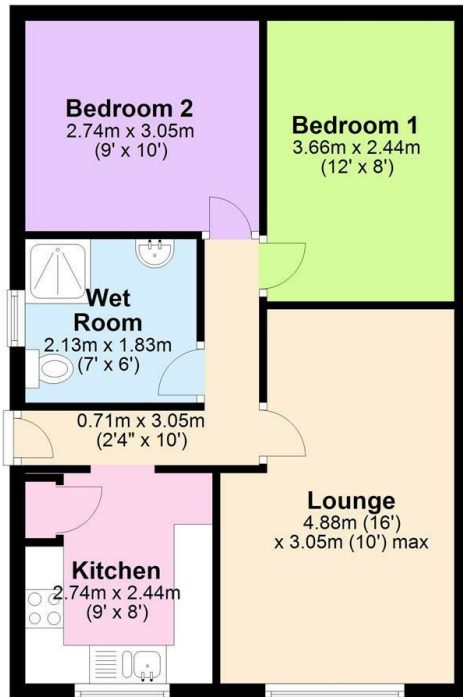 Bedroom 2
2.74m x 3.05m
(9' x 10')
Bedroom 1
3.66m x 2.44m
(12' x 8')
Wet
Room
2.13m x 1.83m
(7' x 6')
0.71m x 3.05m
(2'4" x 10')
Lounge
4.88m (16')
x 3.05m (10') max
Kitchen
2.74m x 2.44m
(9' x 8')